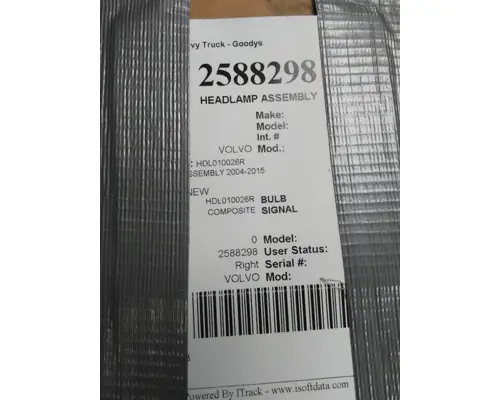 vy Truck - Goodys
2588298
HEADLAMP ASSEMBLY
Make:
Model:
Int. #
VOLVO Mod.:
: HDL010026R
SSEMBLY 2004-2015
NEW
HDL010026R BULB
COMPOSITE SIGNAL
0 Model:
2588298 User Status:
Right Serial #:
VOLVO Mod:
owered By ITrack - www.isoftdata.com